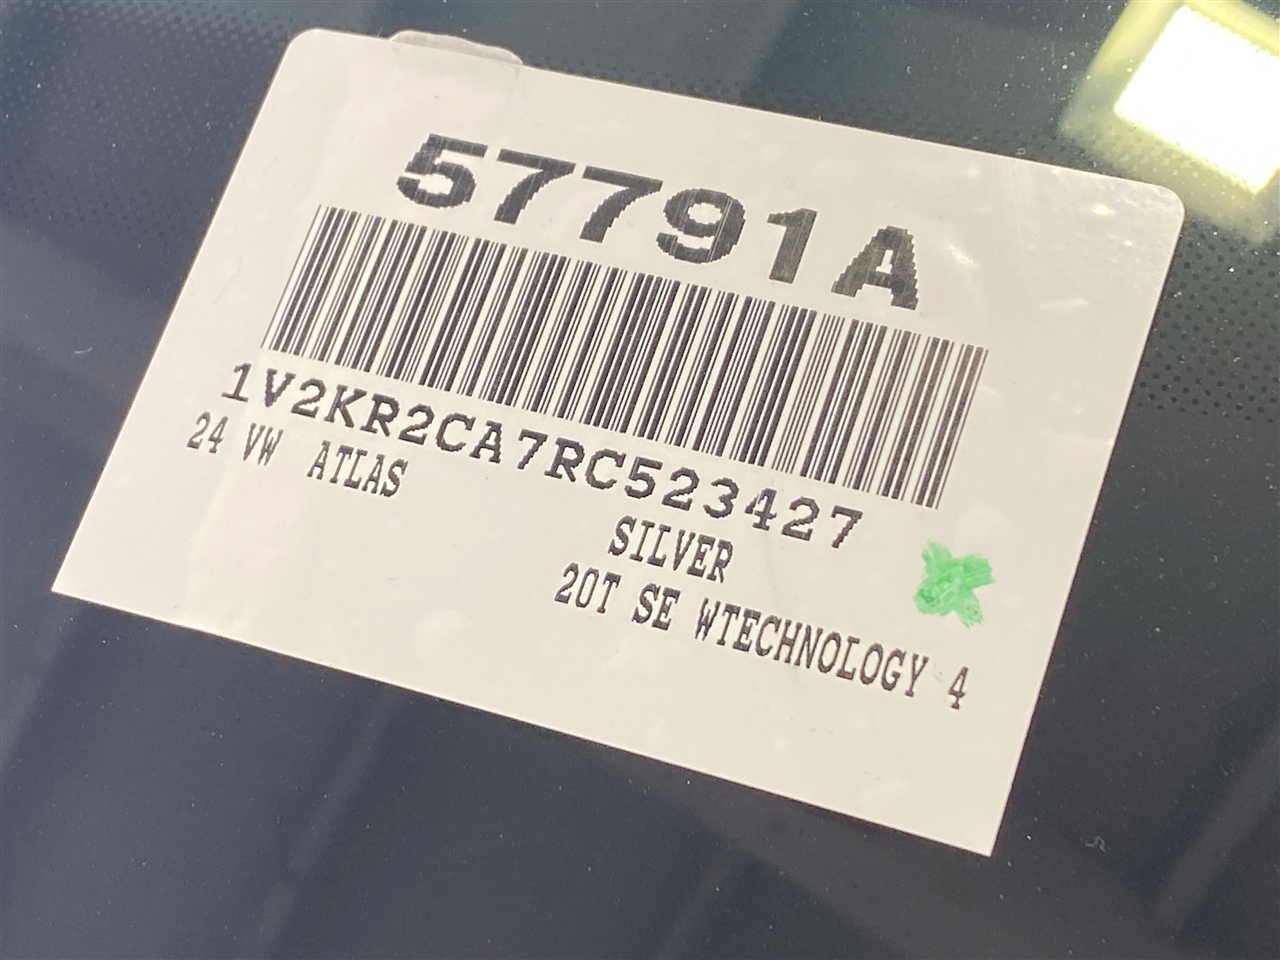 57791A
1V2KR2CA7RC523427
24 VW ATLAS
SILVER
20T SE WTECHNOLOGY 4